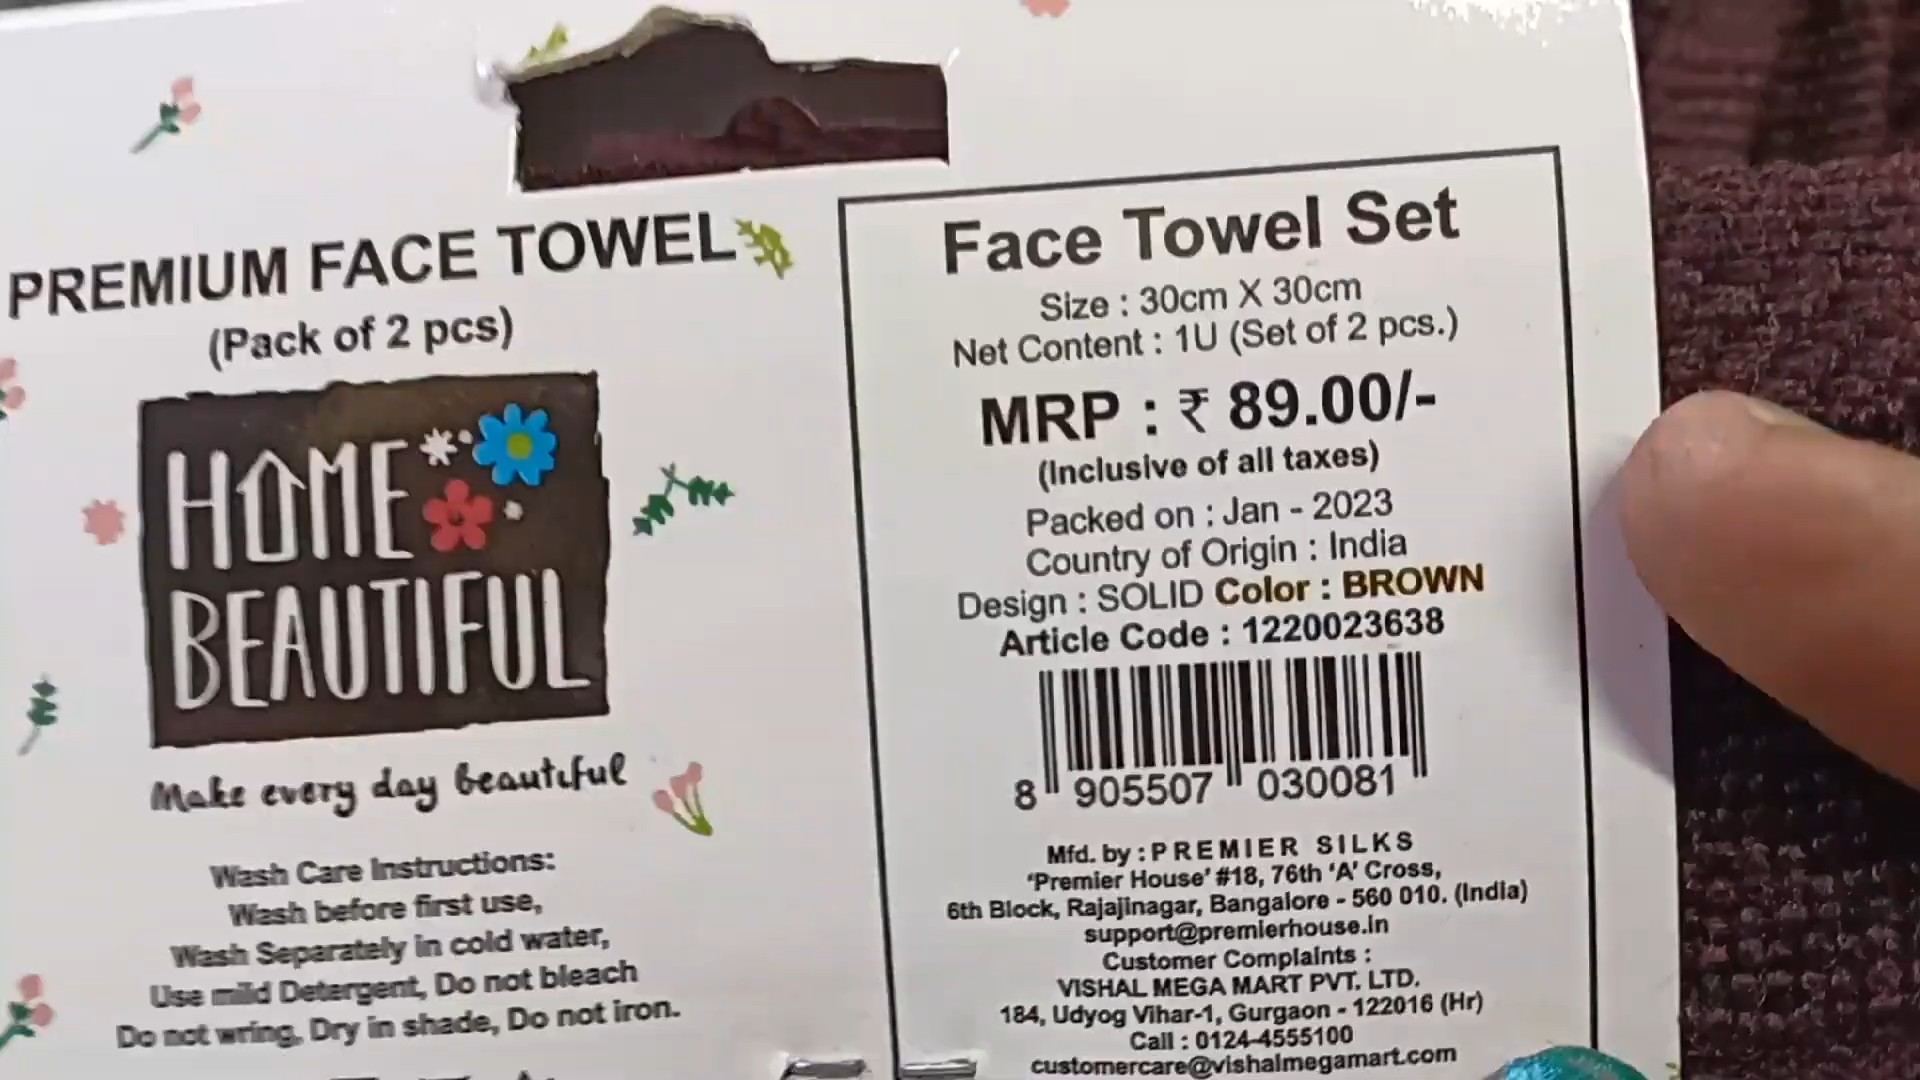 PREMIUM FACE TOWEL
(Pack of 2 pcs)
HOME
BEAUTIFUL
Make every day beautiful
Wash Care Instructions:
Wash before first use,
Wash Separately in cold water,
Use mild Detergent, Do not bleach
Do not wring, Dry in shade, Do not iron.
Face Towel Set
Size : 30cm X 30cm
Net Content : 1U (Set of 2 pcs.)
MRP : ₹ 89.00/-
(Inclusive of all taxes)
Packed on : Jan - 2023
Country of Origin : India
Design : SOLID Color : BROWN
Article Code : 1220023638
8 905507 030081
Mfd. by : PREMIER SILKS
'Premier House' #18, 76th 'A' Cross,
6th Block, Rajajinagar, Bangalore - 560 010. (India)
support@premierhouse.in
Customer Complaints :
VISHAL MEGA MART PVT. LTD.
184, Udyog Vihar-1, Gurgaon - 122016 (Hr)
Call : 0124-4555100
customercare@vishalmegamart.com